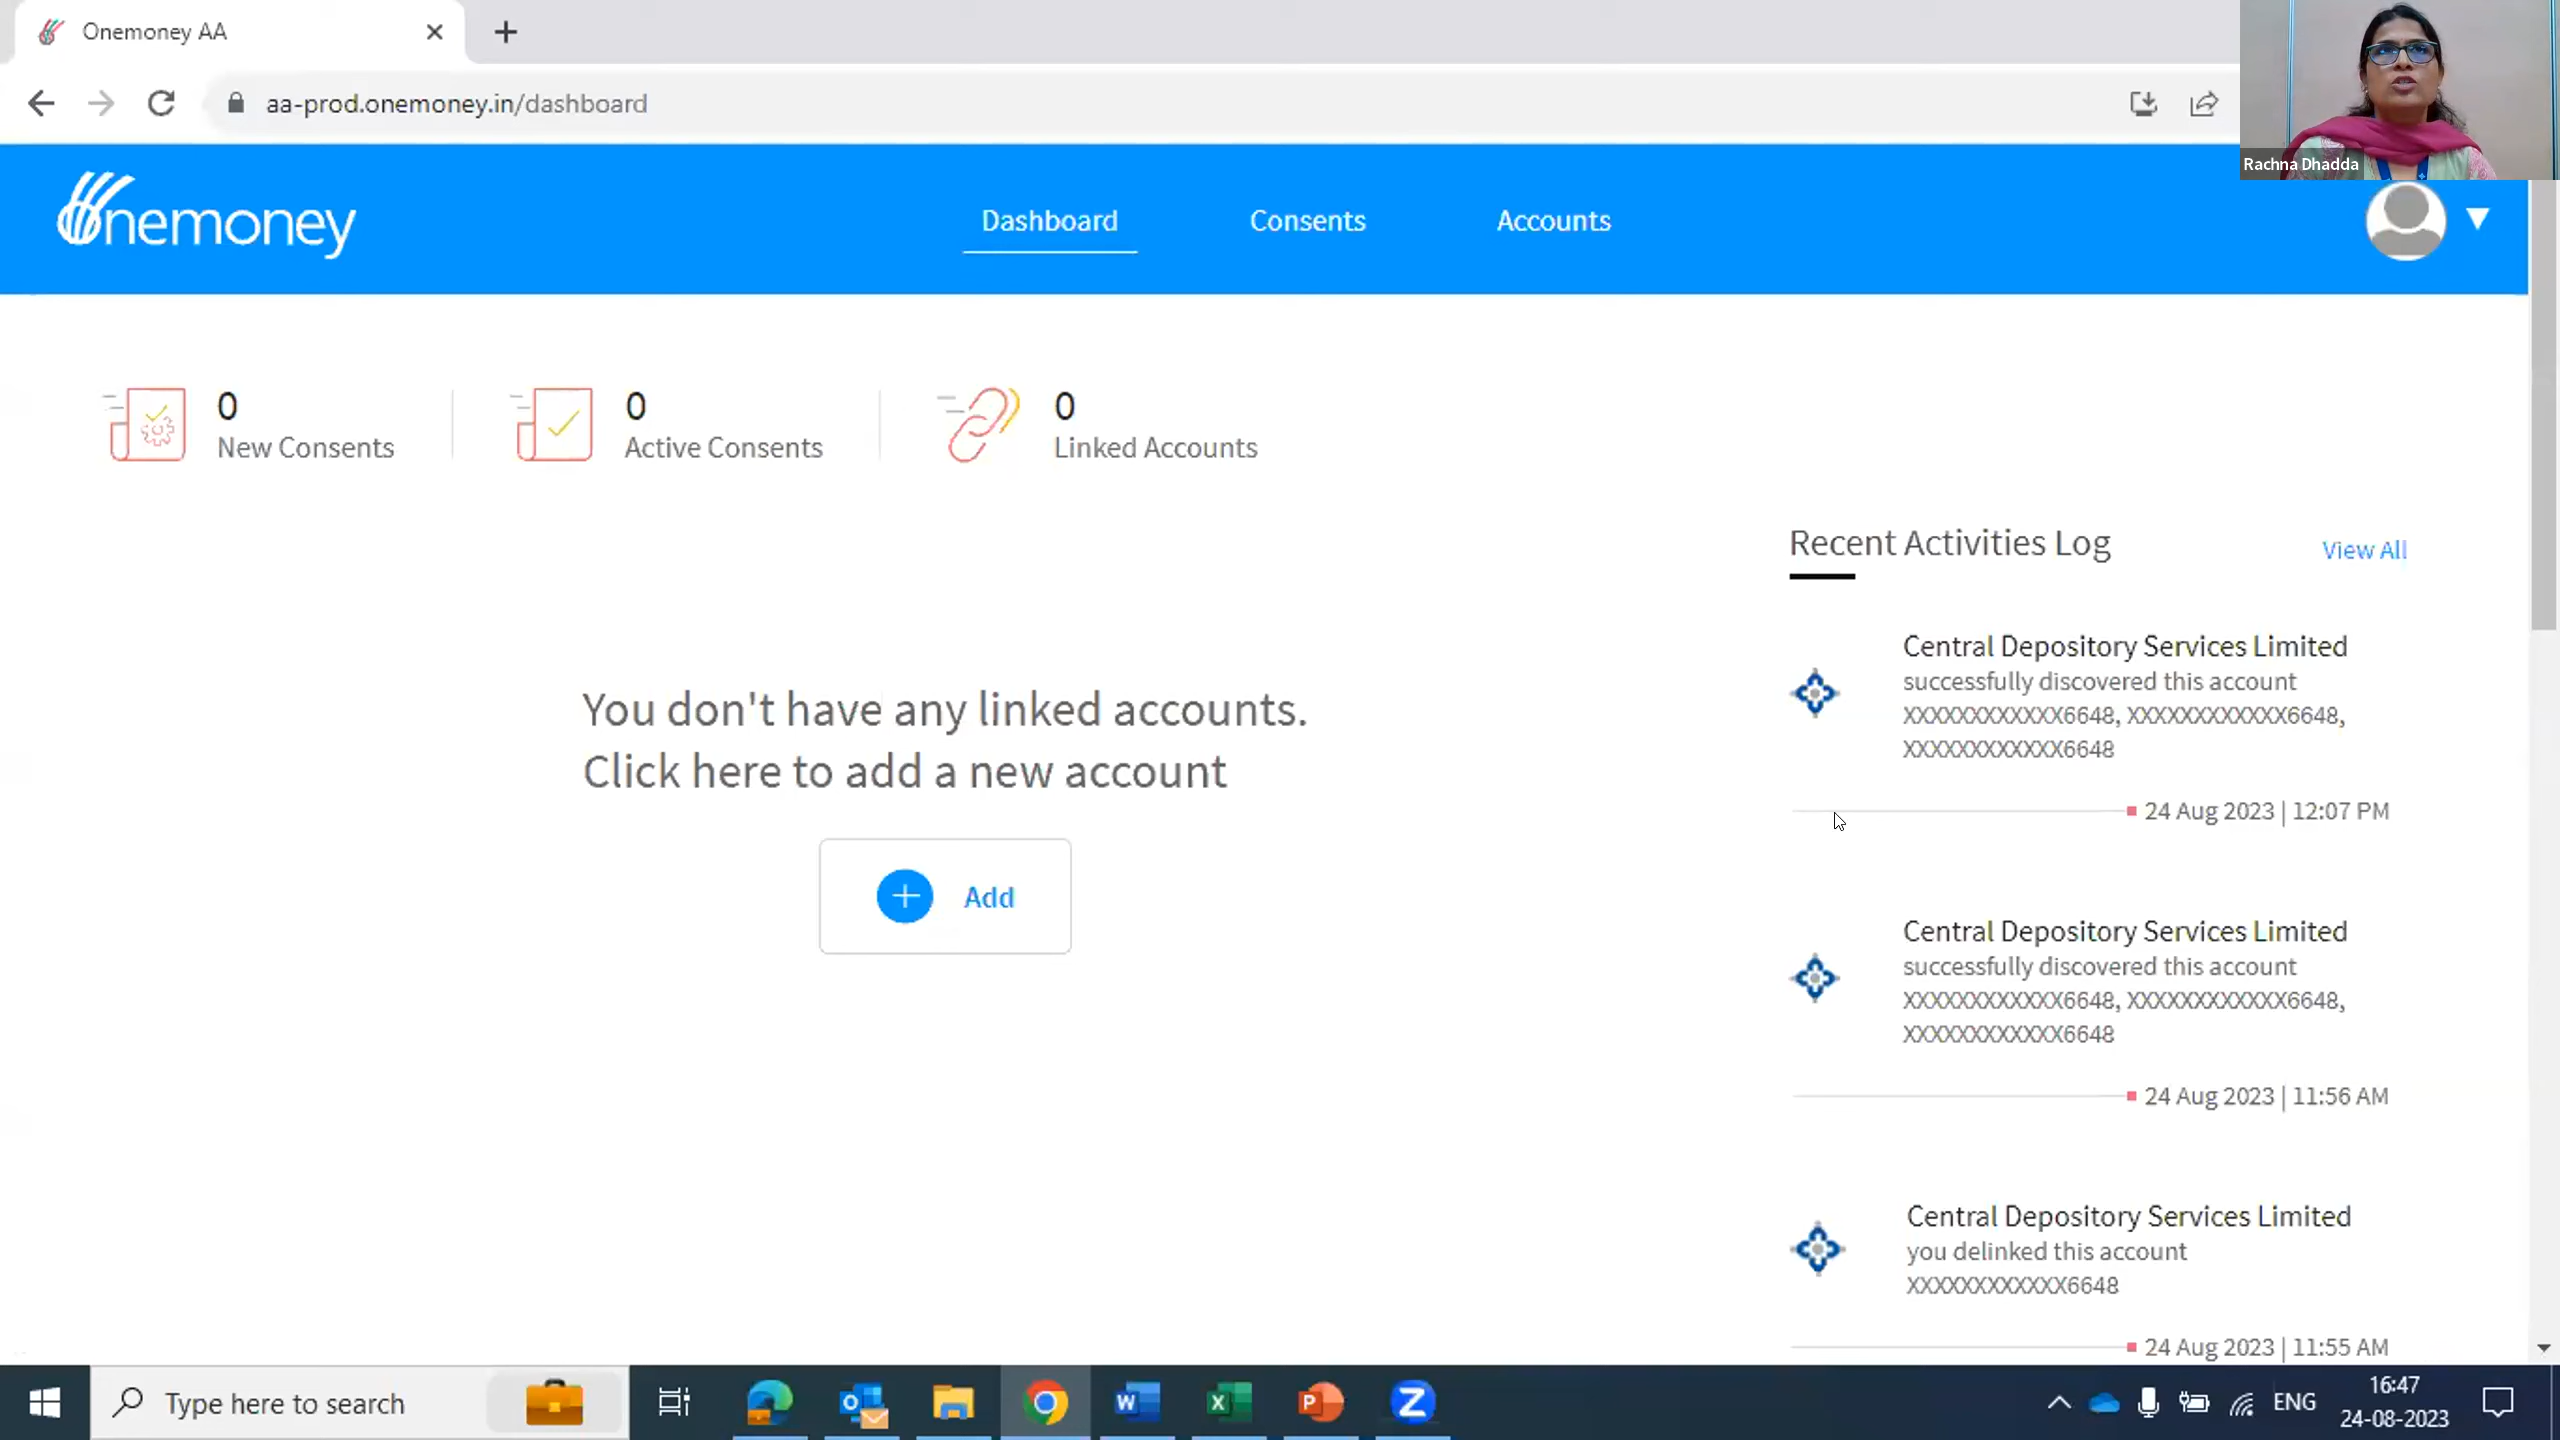 Onemoney AA
aa-prod.onemoney.in/dashboard
Rachna Dhadda
Onemoney
Dashboard
Consents
Accounts
0
New Consents
0
Active Consents
0
Linked Accounts
You don't have any linked accounts.
Click here to add a new account
Add
Recent Activities Log
View All
Central Depository Services Limited
successfully discovered this account
XXXXXXXXXXXX6648, XXXXXXXXXXXX6648,
XXXXXXXXXXXX6648
24 Aug 2023 | 12:07 PM
Central Depository Services Limited
successfully discovered this account
XXXXXXXXXXXX6648, XXXXXXXXXXXX6648,
XXXXXXXXXXXX6648
24 Aug 2023 | 11:56 AM
Central Depository Services Limited
you delinked this account
XXXXXXXXXXXX6648
24 Aug 2023 | 11:55 AM
Type here to search
ENG
16:47
24-08-2023